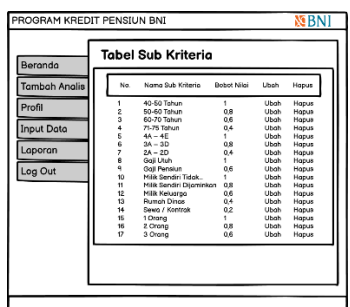 PROGRAM KREDIT PENSIUN BNI
BNI
Tabel Sub Kriteria
Beranda
Tambah Analis
Profil
Input Data
Laporan
Log Out
No. Nama Sub Kriteria Bobot Nilai Ubah Hapus
1 40-50 Tahun 1 Ubah Hapus
2 50-60 Tahun 0,8 Ubah Hapus
3 60-70 Tahun 0,6 Ubah Hapus
4 71-75 Tahun 0,4 Ubah Hapus
5 4A – 4E 1 Ubah Hapus
6 3A – 3D 0,8 Ubah Hapus
7 2A – 2D 0,4 Ubah Hapus
8 Gaji Utuh 1 Ubah Hapus
9 Gaji Pensiun 0,6 Ubah Hapus
10 Milik Sendiri Tidak.. 1 Ubah Hapus
11 Milik Sendiri Dijaminkan 0,8 Ubah Hapus
12 Milik Keluarga 0,6 Ubah Hapus
13 Rumah Dinas 0,4 Ubah Hapus
14 Sewa / Kontrak 0,2 Ubah Hapus
15 1 Orang 1 Ubah Hapus
16 2 Orang 0,8 Ubah Hapus
17 3 Orang 0,6 Ubah Hapus